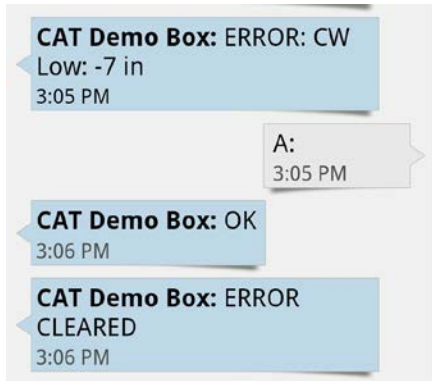 CAT Demo Box: ERROR: CW
Low: -7 in
3:05 PM
A:
3:05 PM
CAT Demo Box: OK
3:06 PM
CAT Demo Box: ERROR
CLEARED
3:06 PM